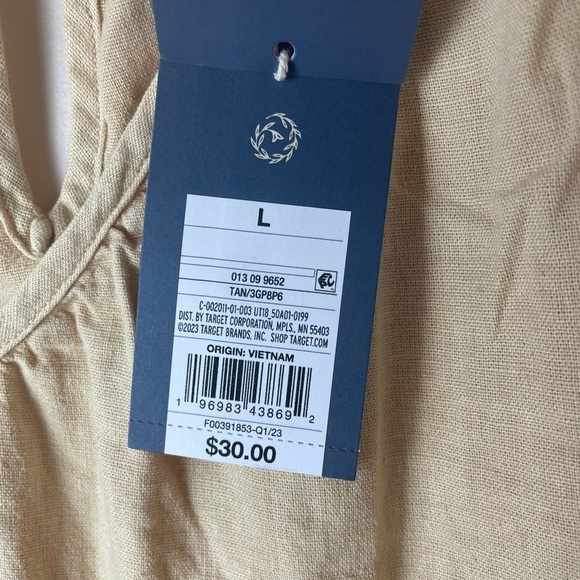 L
013 09 9652
TAN/3GP8P6
C-002011-01-003 UT18_50A01-0199
DIST. BY TARGET CORPORATION, MPLS., MN 55403
©2023 TARGET BRANDS, INC. SHOP TARGET.COM
ORIGIN: VIETNAM
1 96983 43869 2
F00391853-Q1/23
$30.00